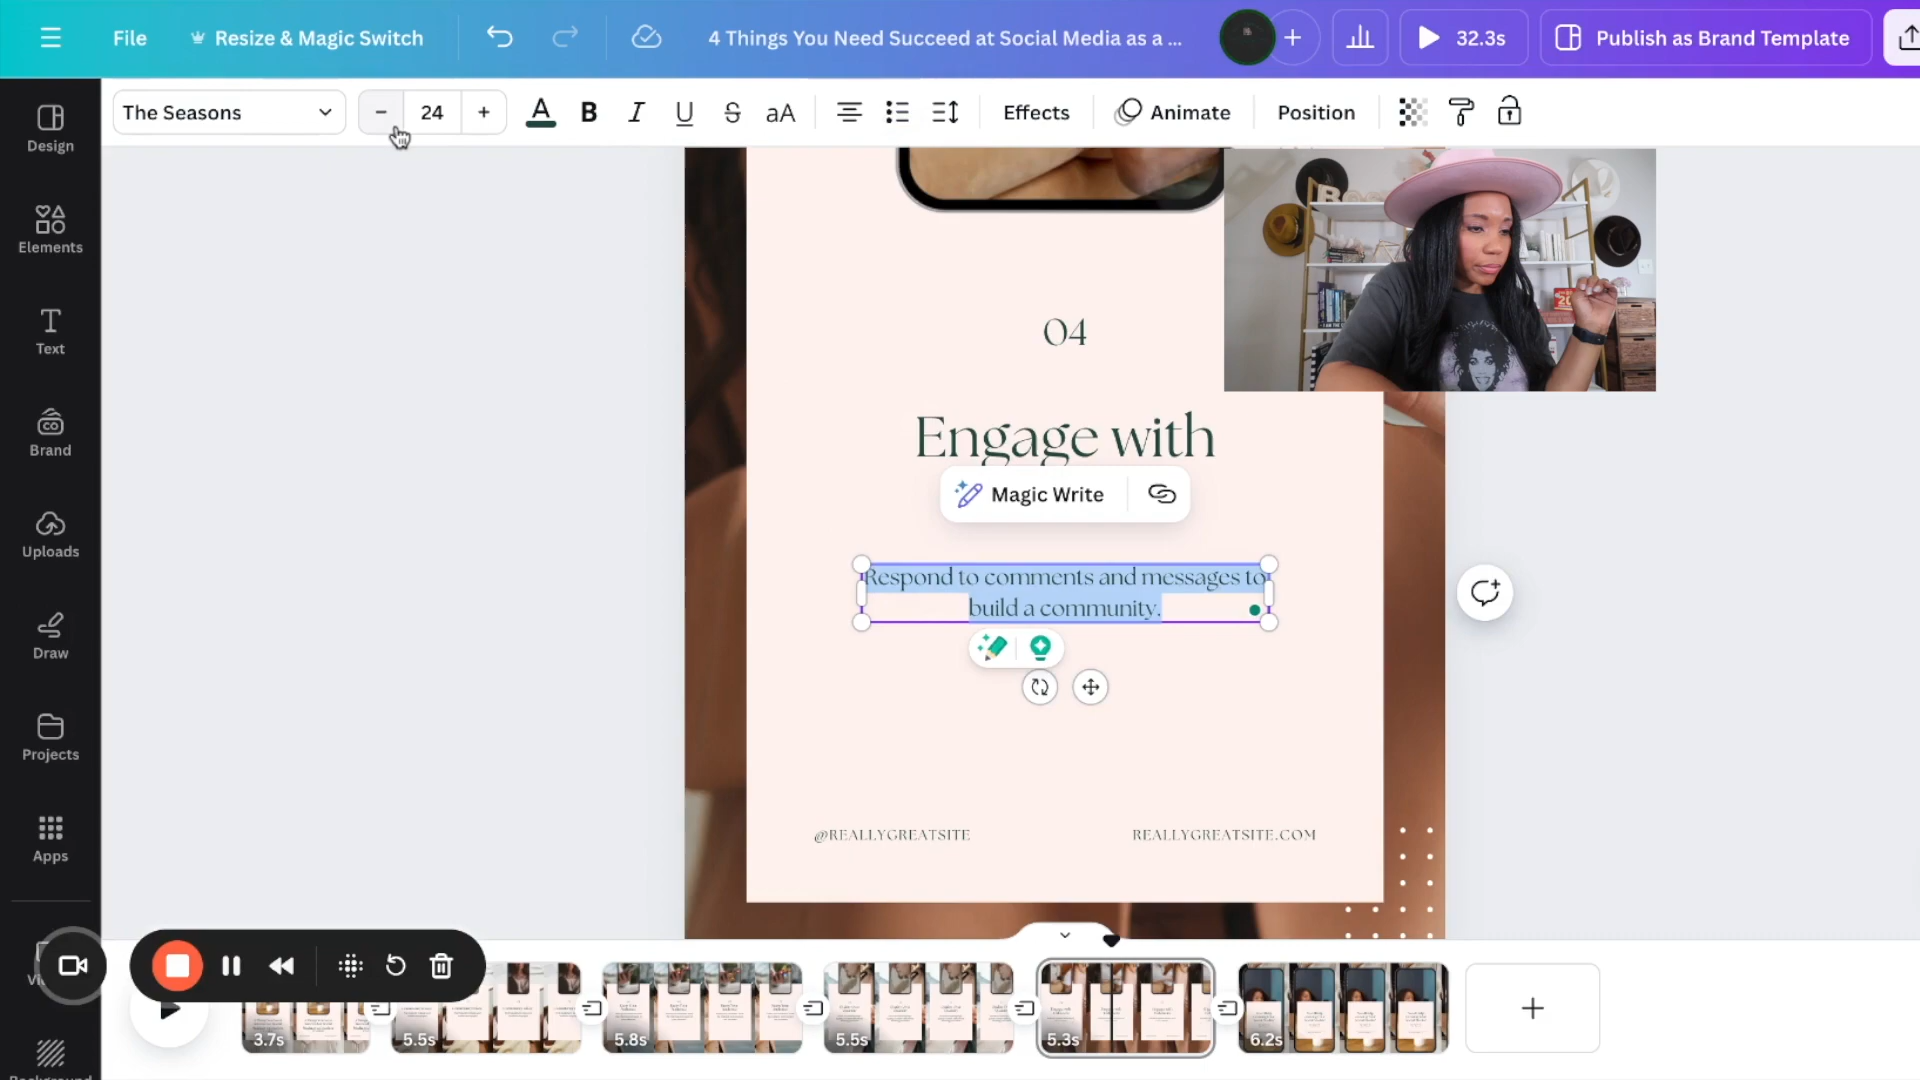 File
Resize & Magic Switch
4 Things You Need Succeed at Social Media as a ...
32.3s
Publish as Brand Template
The Seasons
24
A
B
I
U
S
aA
Effects
Animate
Position
Design
Elements
Text
Brand
Uploads
Draw
Projects
Apps
04
Engage with
Magic Write
Respond to comments and messages to
build a community.
@REALLYGREATSITE
REALLYGREATSITE.COM
3.7s
5.5s
5.8s
5.5s
5.3s
6.2s